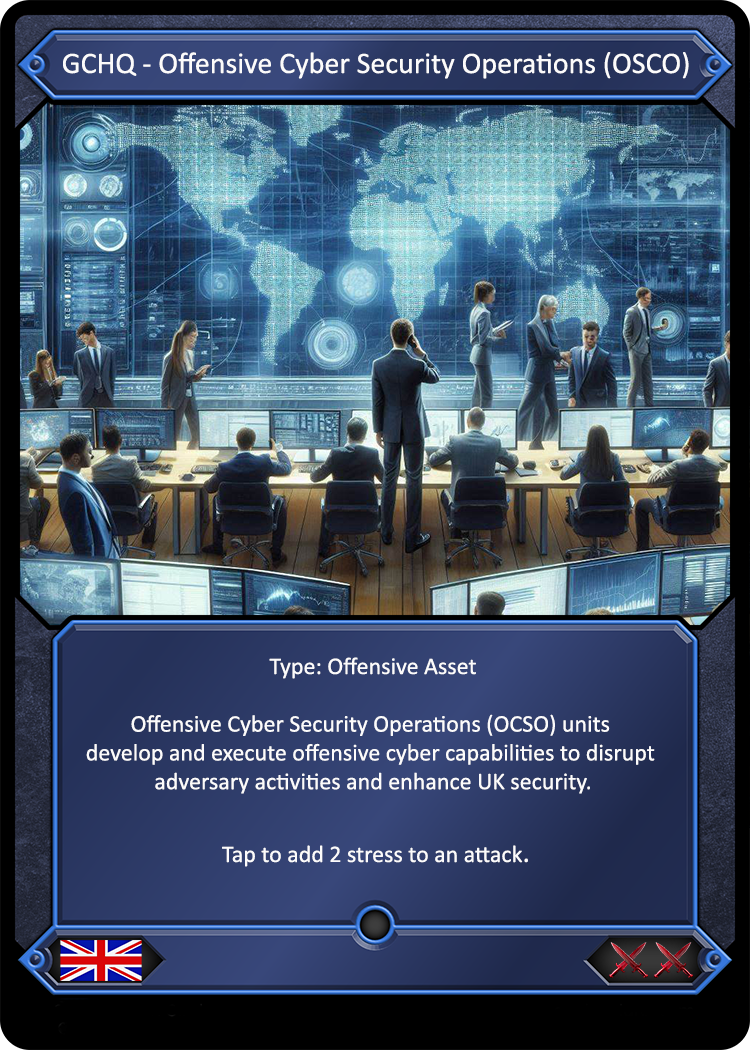 GCHQ - Offensive Cyber Security Operations (OSCO)
Type: Offensive Asset
Offensive Cyber Security Operations (OCSO) units
develop and execute offensive cyber capabilities to disrupt
adversary activities and enhance UK security.
Tap to add 2 stress to an attack.